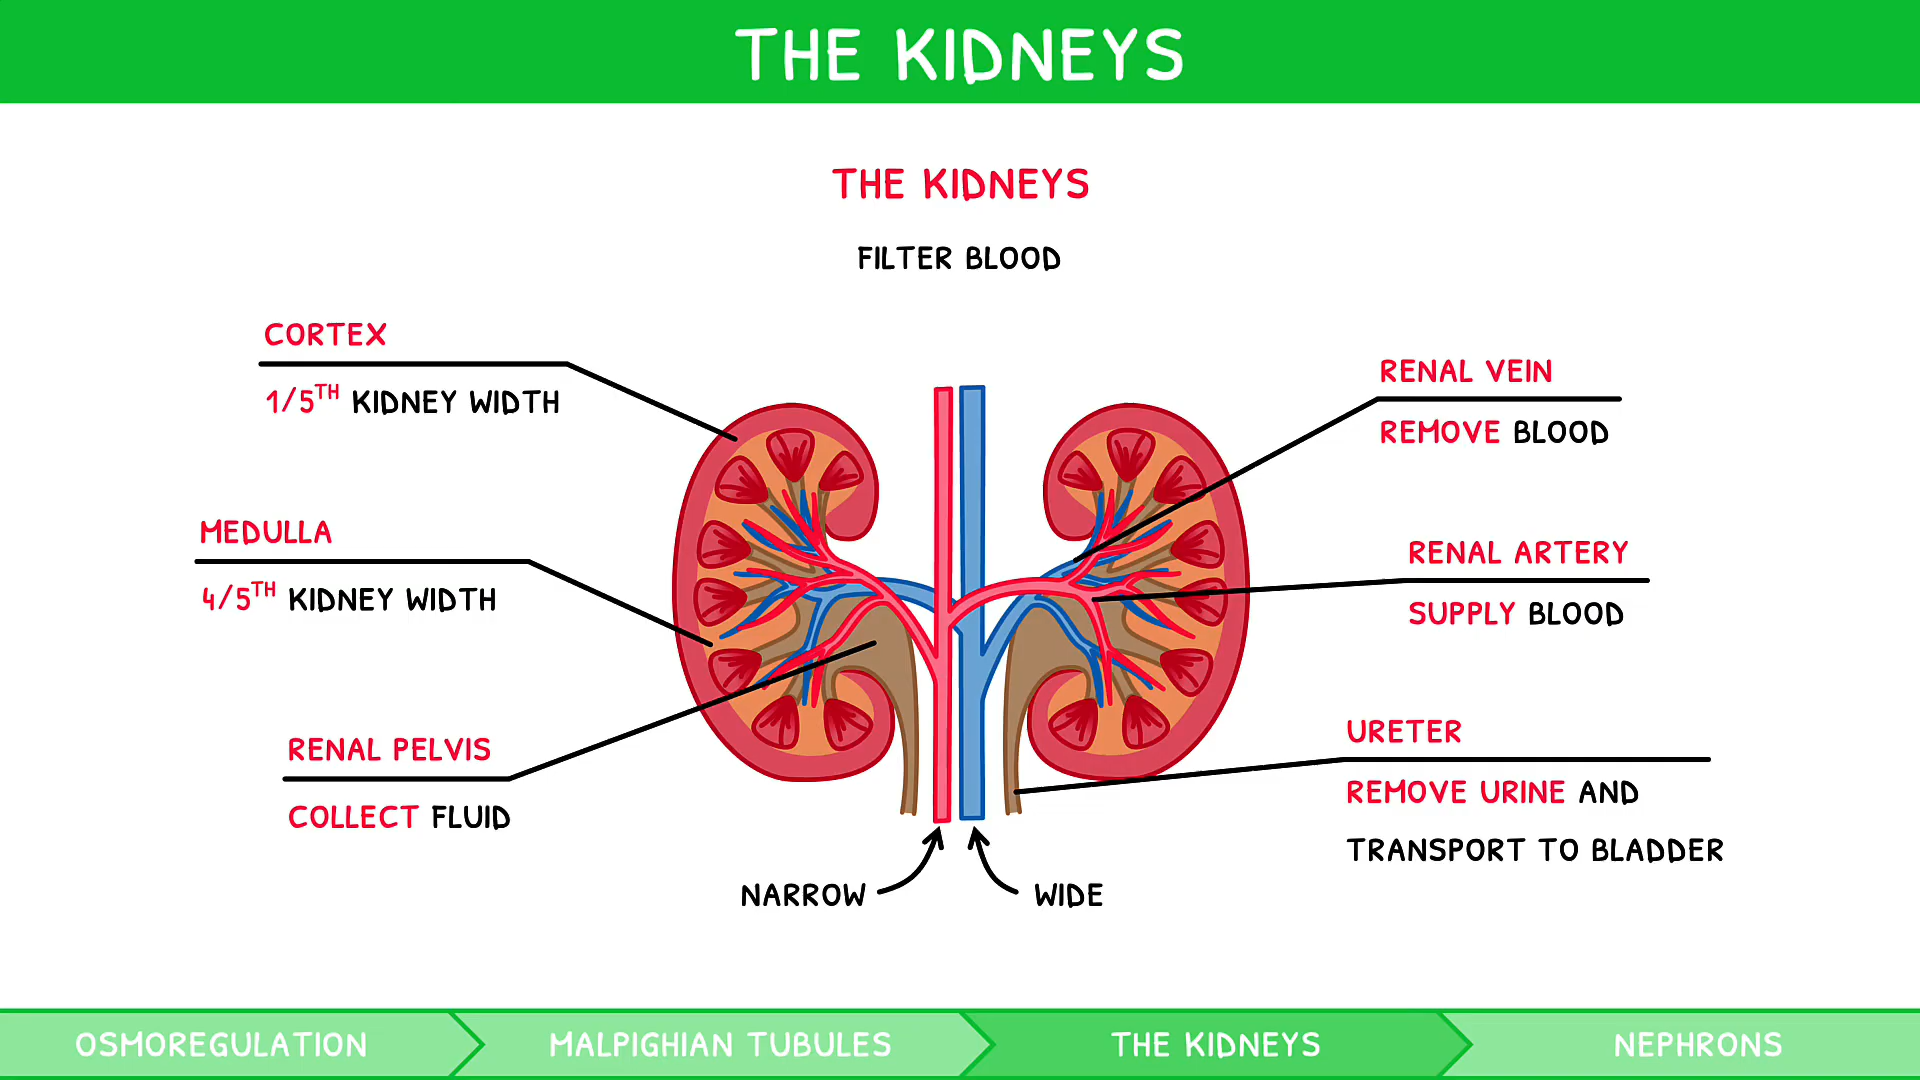 THE KIDNEYS
THE KIDNEYS
FILTER BLOOD
CORTEX
1/5TH KIDNEY WIDTH
MEDULLA
4/5TH KIDNEY WIDTH
RENAL PELVIS
COLLECT FLUID
RENAL VEIN
REMOVE BLOOD
RENAL ARTERY
SUPPLY BLOOD
URETER
REMOVE URINE AND
TRANSPORT TO BLADDER
NARROW
WIDE
OSMOREGULATION
MALPIGHIAN TUBULES
THE KIDNEYS
NEPHRONS